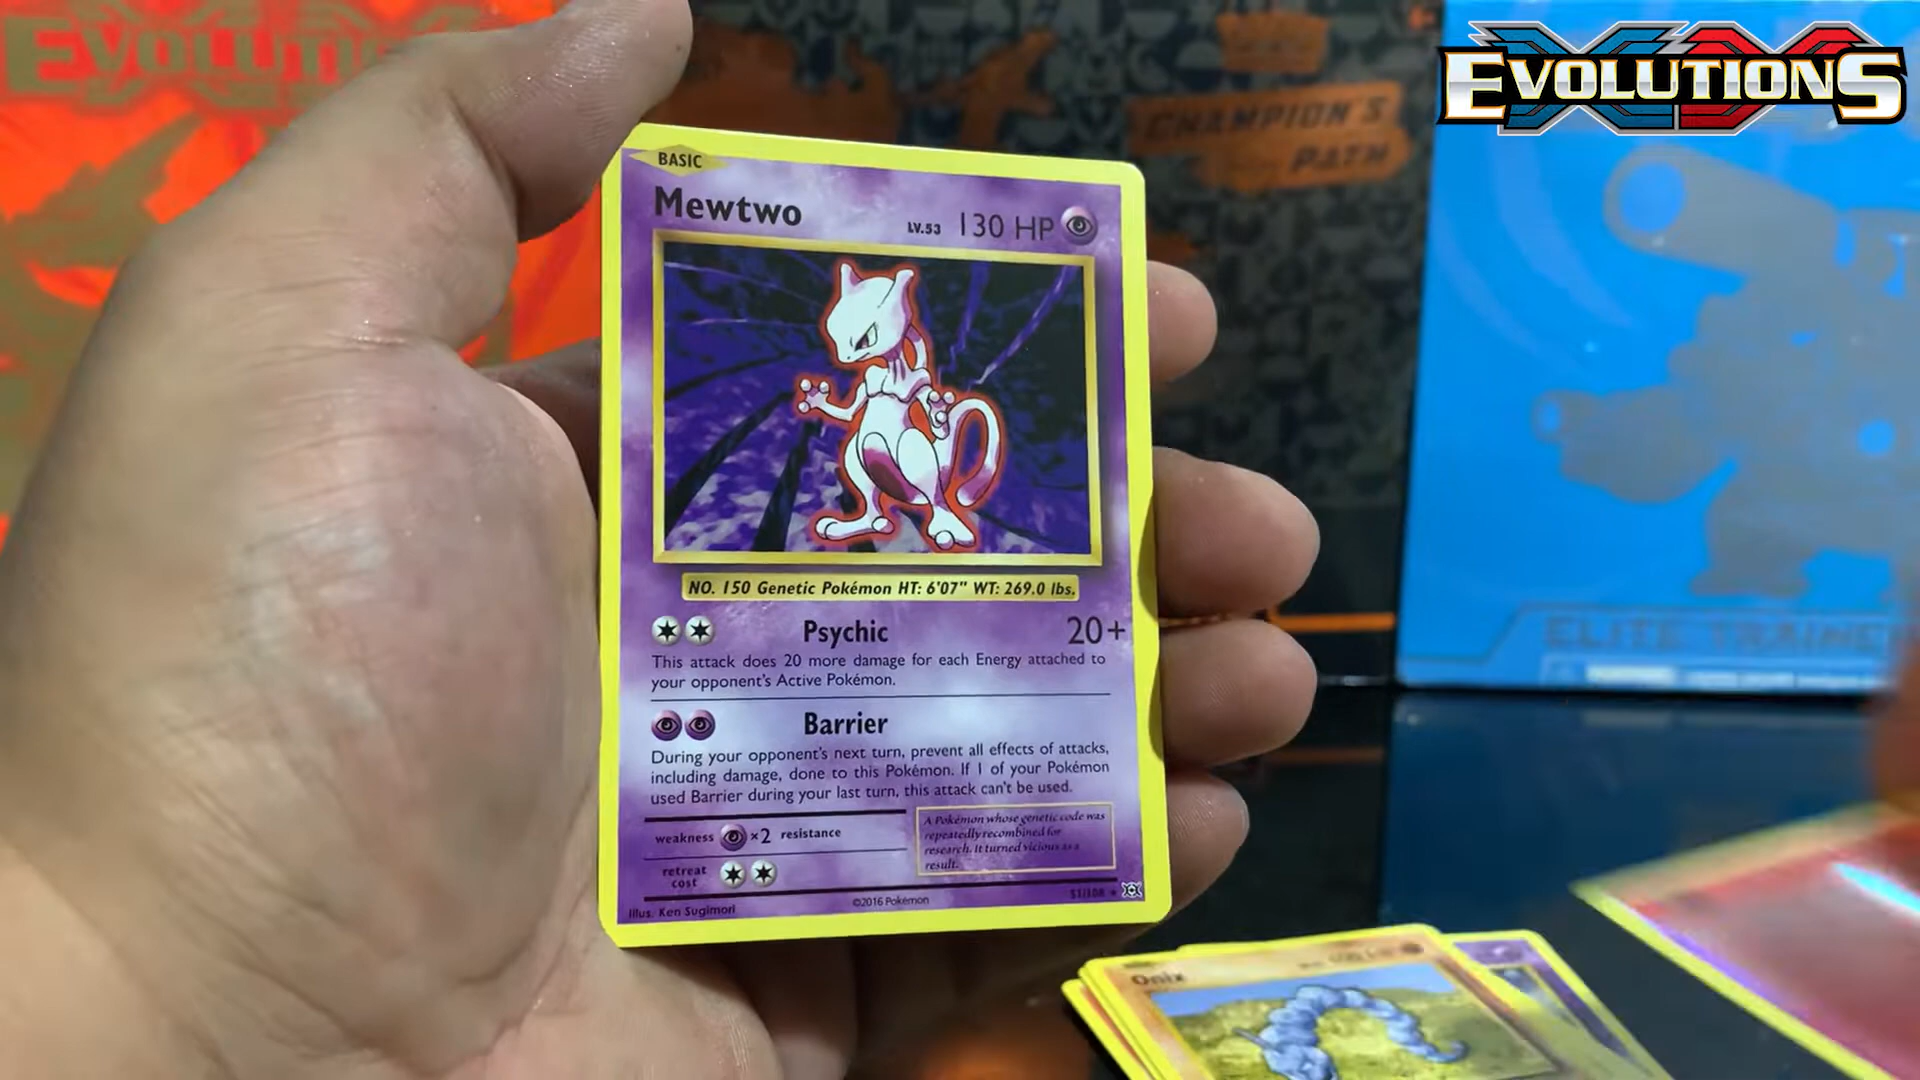 EVOLUTIONS
EVOLUTIONS
CHAMPION'S
PATH
BASIC
Mewtwo
LV.53 130 HP
NO. 150 Genetic Pokémon HT: 6'07" WT: 269.0 lbs.
Psychic 20+
This attack does 20 more damage for each Energy attached to
your opponent's Active Pokémon.
Barrier
During your opponent's next turn, prevent all effects of attacks,
including damage, done to this Pokémon. If 1 of your Pokémon
used Barrier during your last turn, this attack can't be used.
weakness ×2 resistance
A Pokémon whose genetic code was
repeatedly recombined for
research. It turned vicious as a
result.
retreat
cost
51/108
Illus. Ken Sugimori
©2016 Pokémon
ELITE TRAINE
Onix